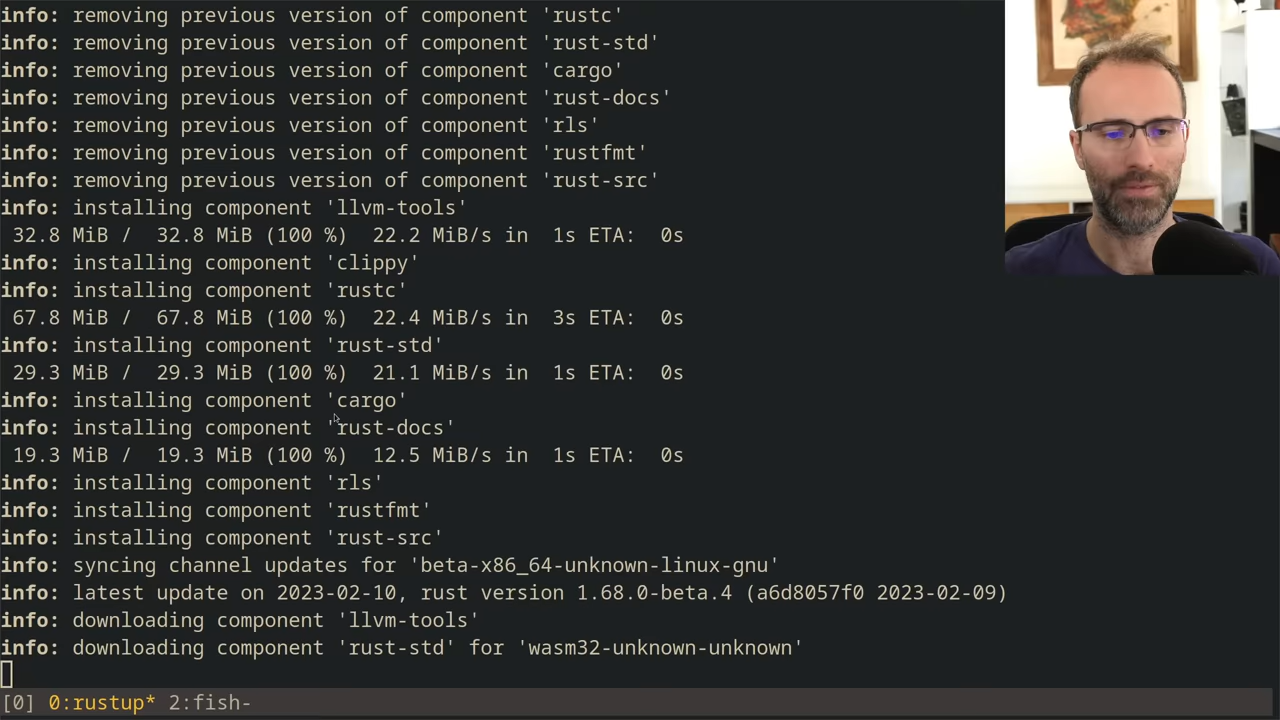 info: removing previous version of component 'rustc'
info: removing previous version of component 'rust-std'
info: removing previous version of component 'cargo'
info: removing previous version of component 'rust-docs'
info: removing previous version of component 'rls'
info: removing previous version of component 'rustfmt'
info: removing previous version of component 'rust-src'
info: installing component 'llvm-tools'
32.8 MiB / 32.8 MiB (100 %) 22.2 MiB/s in 1s ETA: 0s
info: installing component 'clippy'
info: installing component 'rustc'
67.8 MiB / 67.8 MiB (100 %) 22.4 MiB/s in 3s ETA: 0s
info: installing component 'rust-std'
29.3 MiB / 29.3 MiB (100 %) 21.1 MiB/s in 1s ETA: 0s
info: installing component 'cargo'
info: installing component 'rust-docs'
19.3 MiB / 19.3 MiB (100 %) 12.5 MiB/s in 1s ETA: 0s
info: installing component 'rls'
info: installing component 'rustfmt'
info: installing component 'rust-src'
info: syncing channel updates for 'beta-x86_64-unknown-linux-gnu'
info: latest update on 2023-02-10, rust version 1.68.0-beta.4 (a6d8057f0 2023-02-09)
info: downloading component 'llvm-tools'
info: downloading component 'rust-std' for 'wasm32-unknown-unknown'
[0] 0:rustup* 2:fish-